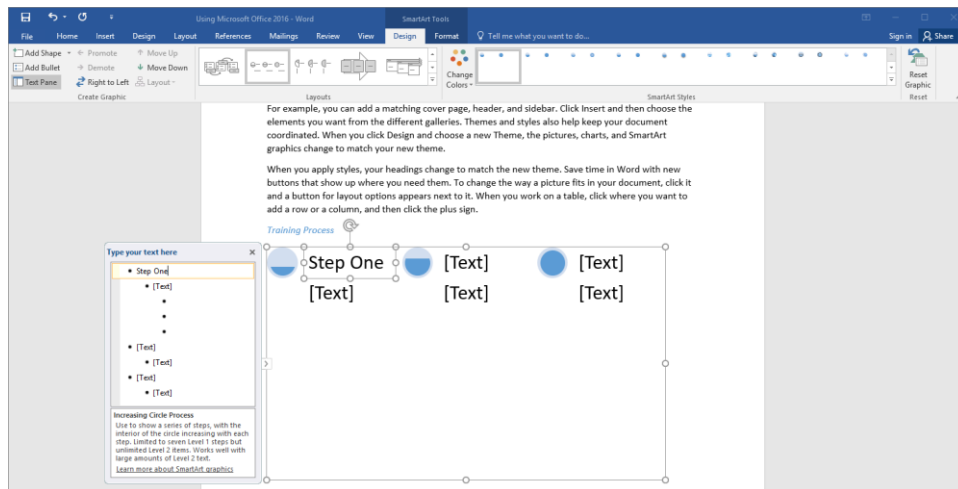 Using Microsoft Office 2016 - Word
SmartArt Tools
File Home Insert Design Layout References Mailings Review View Design Format Tell me what you want to do... Sign in Share
Add Shape Promote Move Up
Add Bullet Demote Move Down
Text Pane Right to Left Layout
Create Graphic
Layouts
Change
Colors
SmartArt Styles
Reset
Graphic
Reset
For example, you can add a matching cover page, header, and sidebar. Click Insert and then choose the
elements you want from the different galleries. Themes and styles also help keep your document
coordinated. When you click Design and choose a new Theme, the pictures, charts, and SmartArt
graphics change to match your new theme.
When you apply styles, your headings change to match the new theme. Save time in Word with new
buttons that show up where you need them. To change the way a picture fits in your document, click it
and a button for layout options appears next to it. When you work on a table, click where you want to
add a row or a column, and then click the plus sign.
Training Process
Type your text here
Step One
[Text]
[Text]
[Text]
[Text]
[Text]
Increasing Circle Process
Use to show a series of steps, with the
interior of the circle increasing with each
step. Limited to seven Level 1 steps but
unlimited Level 2 items. Works well with
large amounts of Level 2 text.
Learn more about SmartArt graphics
Step One [Text] [Text]
[Text] [Text] [Text]